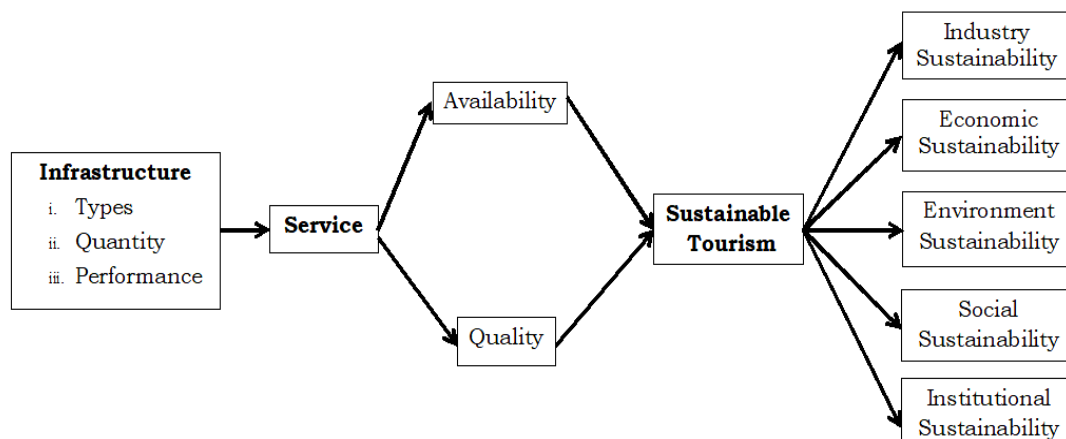 Infrastructure
i. Types
ii. Quantity
iii. Performance
Service
Availability
Quality
Sustainable
Tourism
Industry
Sustainability
Economic
Sustainability
Environment
Sustainability
Social
Sustainability
Institutional
Sustainability